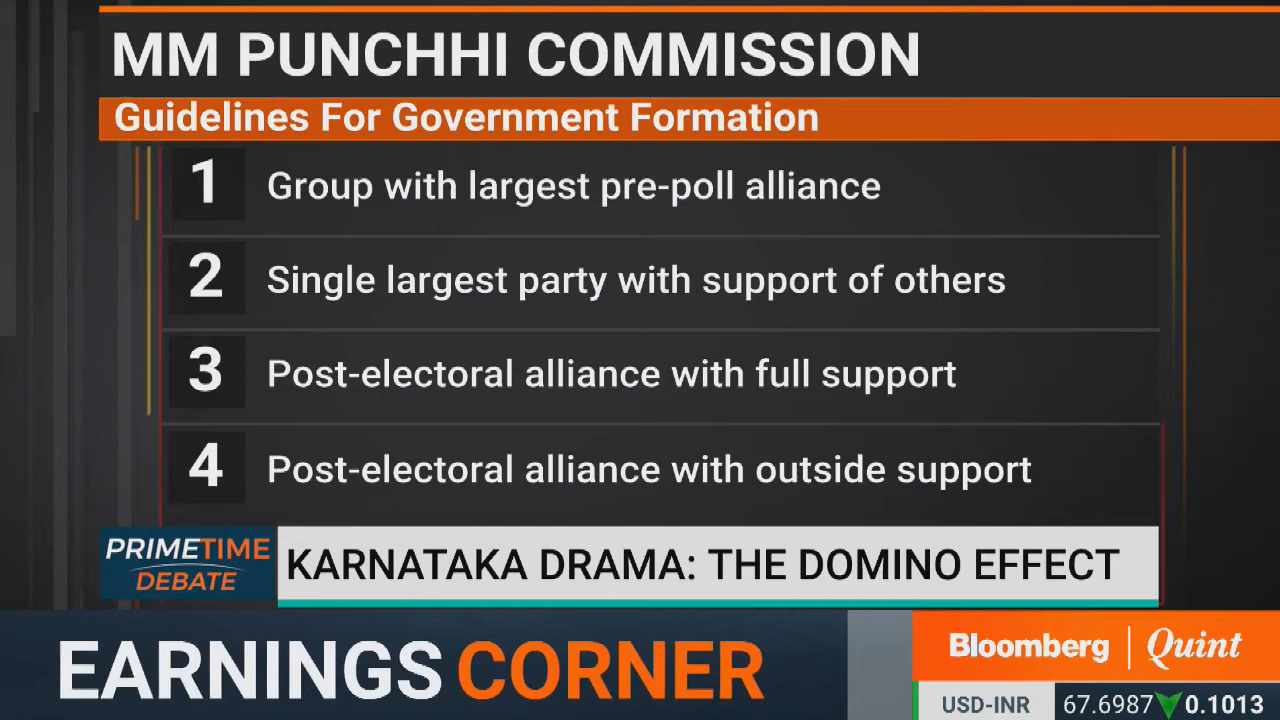 MM PUNCHHI COMMISSION
Guidelines For Government Formation
1 Group with largest pre-poll alliance
2 Single largest party with support of others
3 Post-electoral alliance with full support
4 Post-electoral alliance with outside support
PRIMETIME
DEBATE
KARNATAKA DRAMA: THE DOMINO EFFECT
EARNINGS CORNER
Bloomberg | Quint
USD-INR 67.6987 0.1013